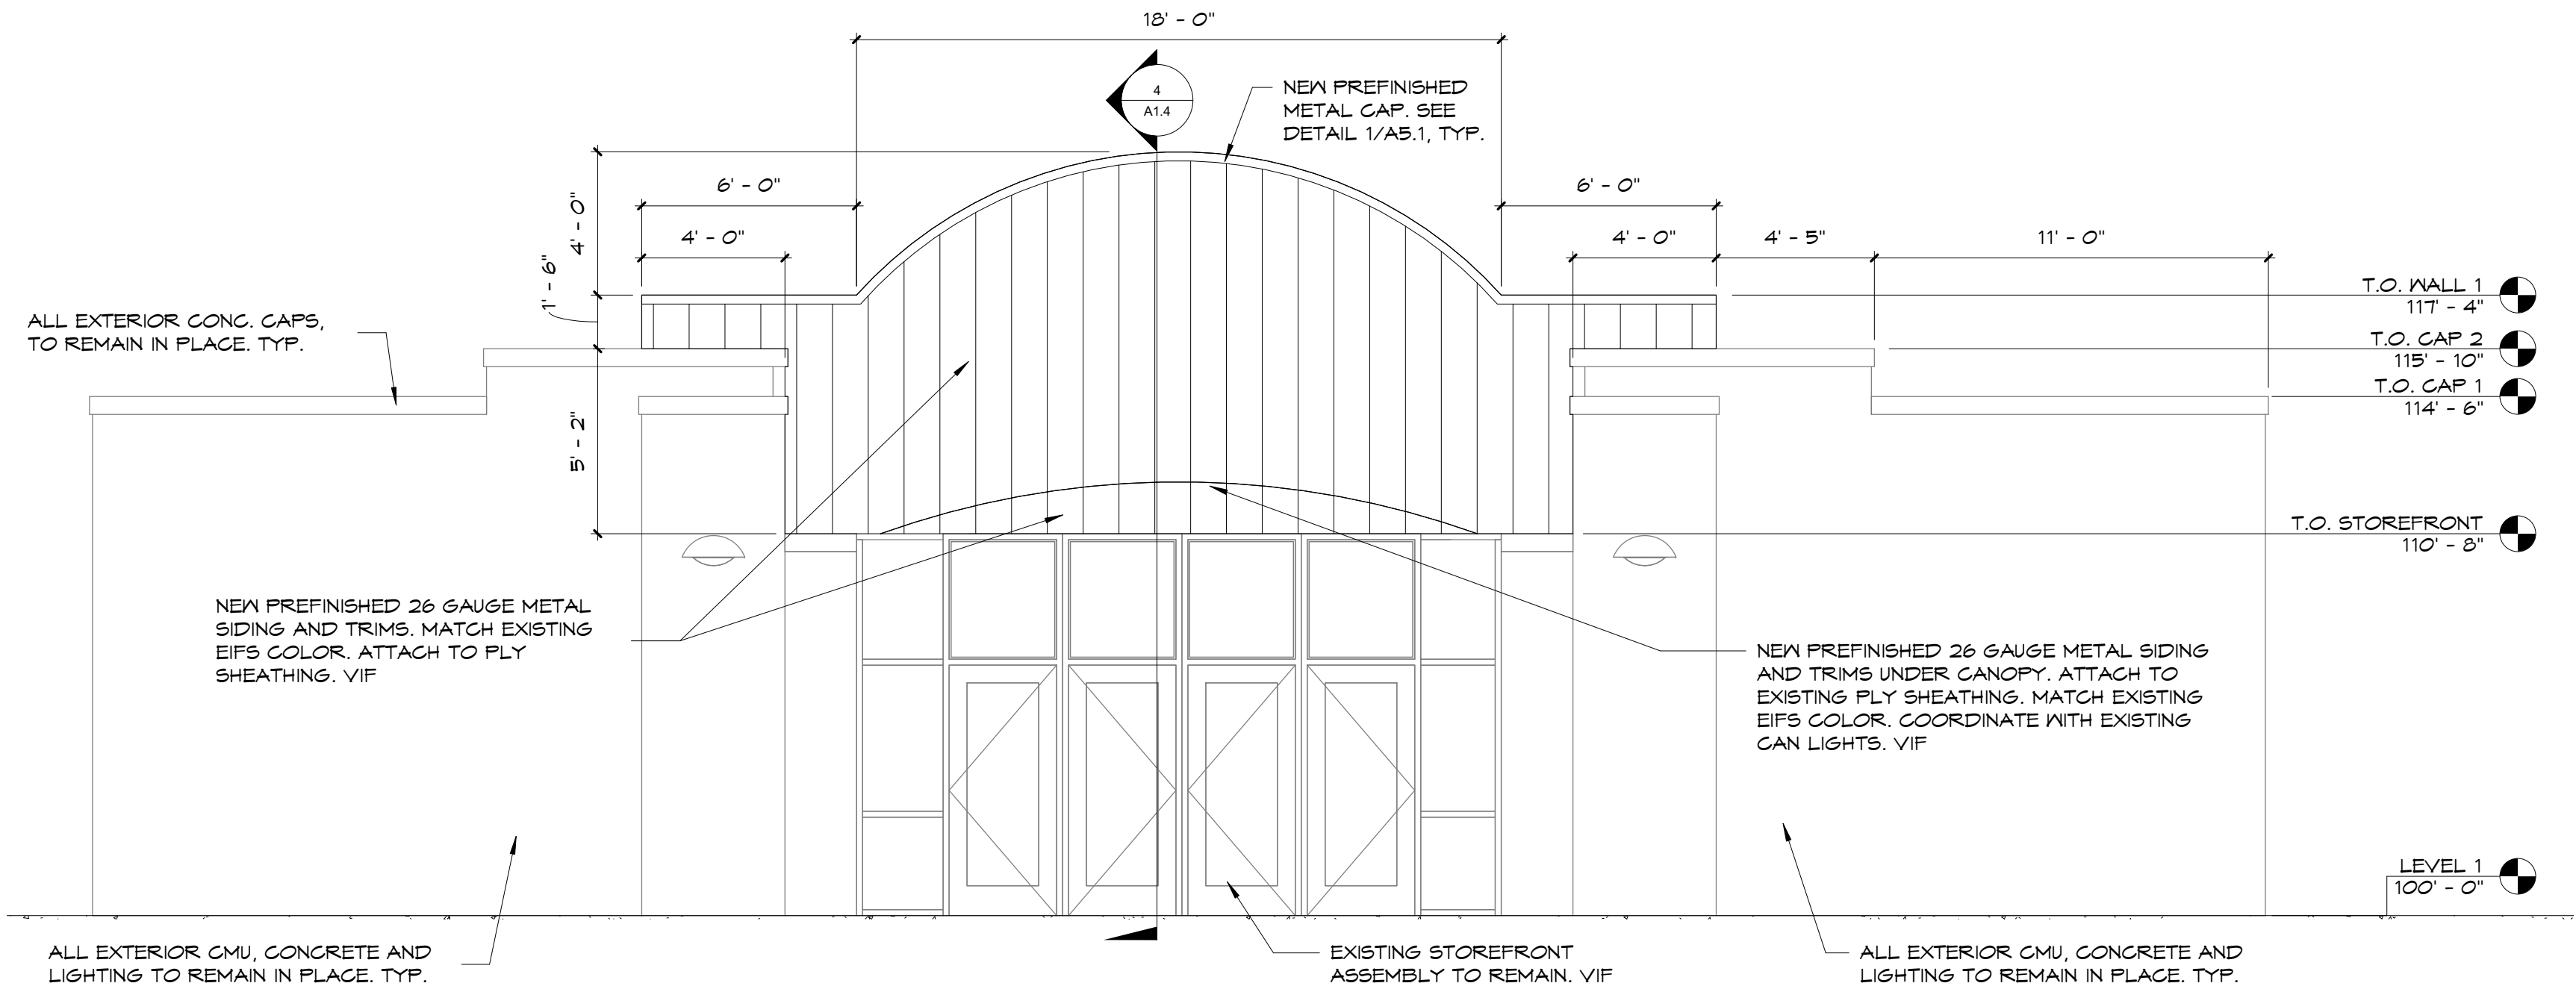 18' - 0"
4
A1.4
NEW PREFINISHED
METAL CAP. SEE
DETAIL 1/A5.1, TYP.
6' - 0"
6' - 0"
4' - 0"
4' - 0"
4' - 0"
4' - 5"
11' - 0"
1' - 6"
T.O. WALL 1
117' - 4"
ALL EXTERIOR CONC. CAPS,
TO REMAIN IN PLACE. TYP.
T.O. CAP 2
115' - 10"
T.O. CAP 1
114' - 6"
5' - 2"
T.O. STOREFRONT
110' - 8"
NEW PREFINISHED 26 GAUGE METAL
SIDING AND TRIMS. MATCH EXISTING
EIFS COLOR. ATTACH TO PLY
SHEATHING. VIF
NEW PREFINISHED 26 GAUGE METAL SIDING
AND TRIMS UNDER CANOPY. ATTACH TO
EXISTING PLY SHEATHING. MATCH EXISTING
EIFS COLOR. COORDINATE WITH EXISTING
CAN LIGHTS. VIF
LEVEL 1
100' - 0"
ALL EXTERIOR CMU, CONCRETE AND
LIGHTING TO REMAIN IN PLACE. TYP.
EXISTING STOREFRONT
ASSEMBLY TO REMAIN. VIF
ALL EXTERIOR CMU, CONCRETE AND
LIGHTING TO REMAIN IN PLACE. TYP.